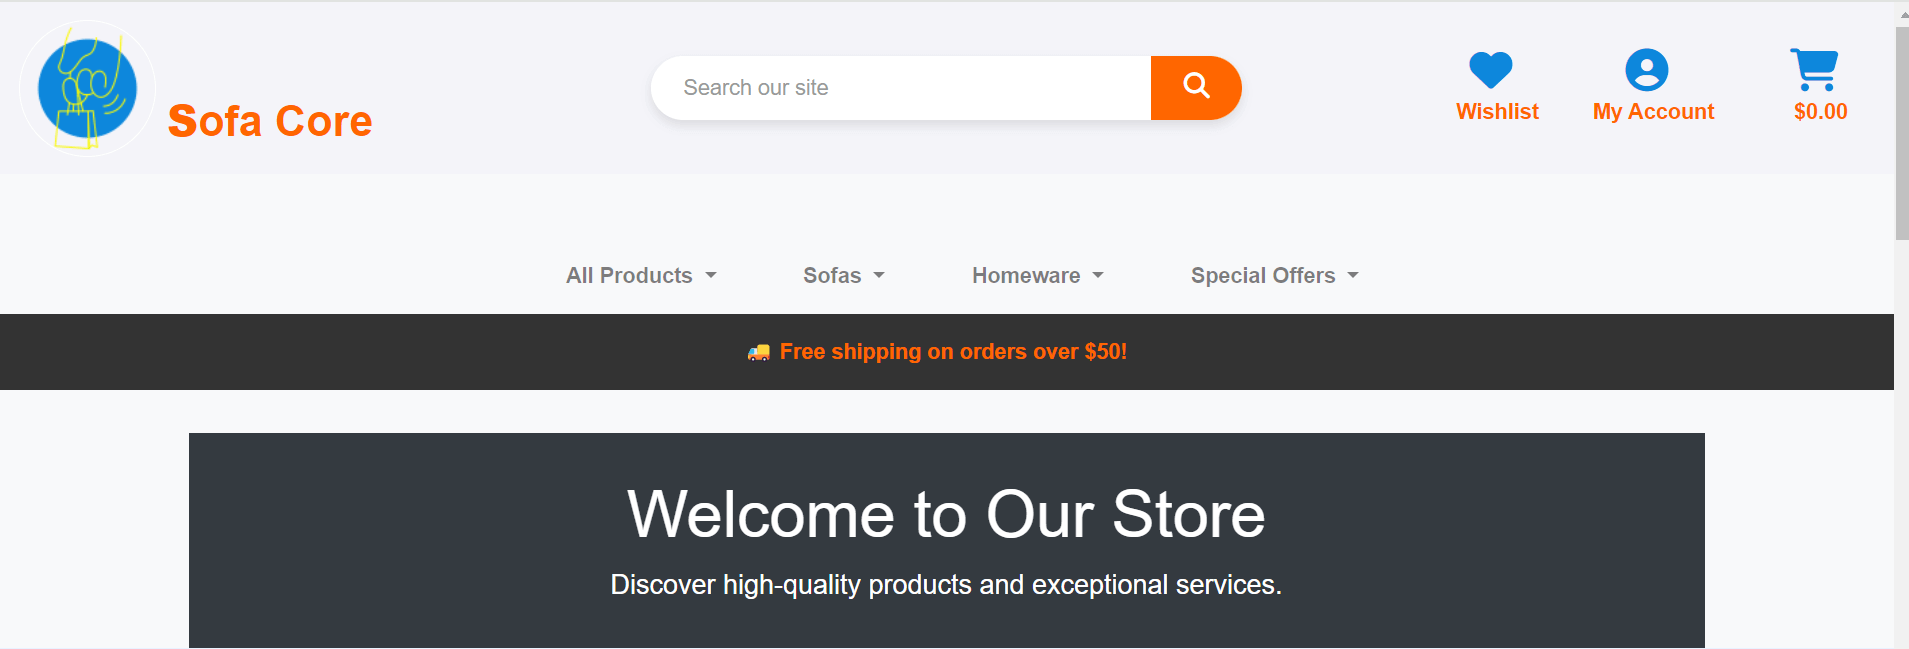 Sofa Core
Search our site
Wishlist
My Account
$0.00
All Products
Sofas
Homeware
Special Offers
🚚 Free shipping on orders over $50!
Welcome to Our Store
Discover high-quality products and exceptional services.